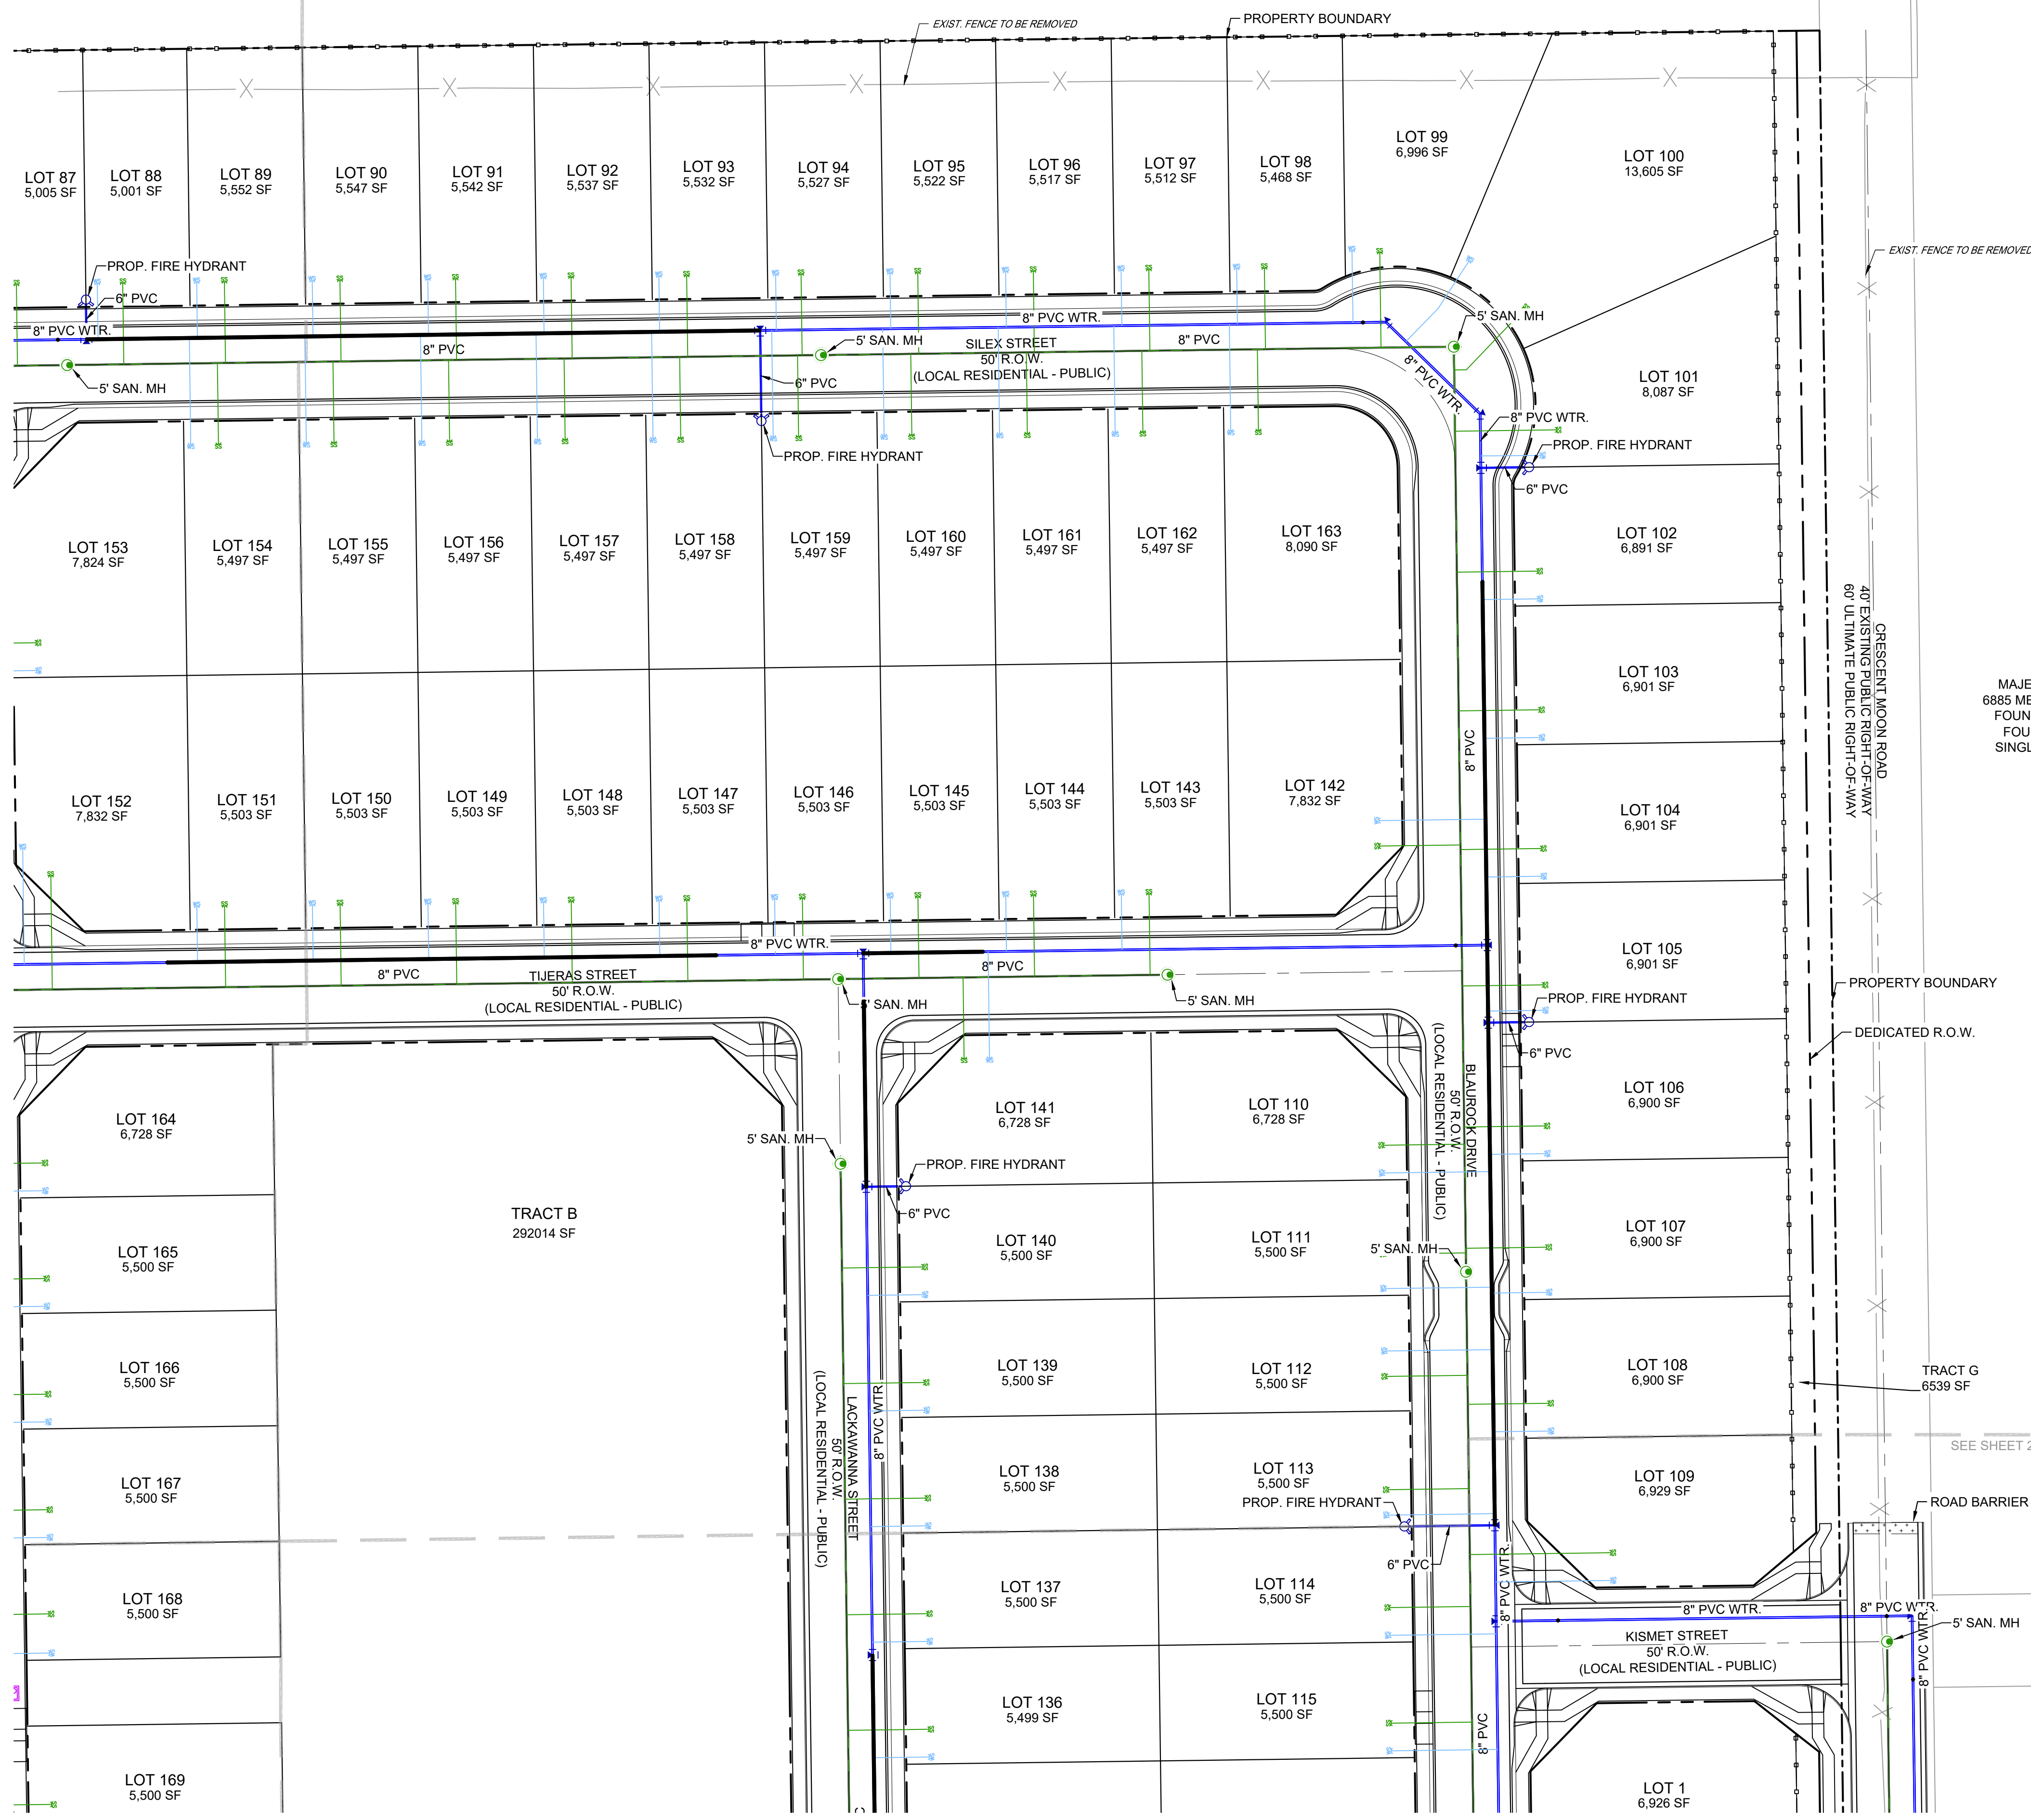 EXIST. FENCE TO BE REMOVED
PROPERTY BOUNDARY
LOT 87
5,005 SF
LOT 88
5,001 SF
LOT 89
5,552 SF
LOT 90
5,547 SF
LOT 91
5,542 SF
LOT 92
5,537 SF
LOT 93
5,532 SF
LOT 94
5,527 SF
LOT 95
5,522 SF
LOT 96
5,517 SF
LOT 97
5,512 SF
LOT 98
5,468 SF
LOT 99
6,996 SF
LOT 100
13,605 SF
EXIST. FENCE TO BE REMOVED
PROP. FIRE HYDRANT
6" PVC
8" PVC WTR.
8" PVC
5' SAN. MH
5' SAN. MH
6" PVC
PROP. FIRE HYDRANT
8" PVC WTR.
SILEX STREET
50' R.O.W.
(LOCAL RESIDENTIAL - PUBLIC)
8" PVC
5' SAN. MH
8" PVC WTR.
8" PVC WTR.
PROP. FIRE HYDRANT
6" PVC
LOT 101
8,087 SF
LOT 153
7,824 SF
LOT 154
5,497 SF
LOT 155
5,497 SF
LOT 156
5,497 SF
LOT 157
5,497 SF
LOT 158
5,497 SF
LOT 159
5,497 SF
LOT 160
5,497 SF
LOT 161
5,497 SF
LOT 162
5,497 SF
LOT 163
8,090 SF
LOT 102
6,891 SF
LOT 103
6,901 SF
CRESCENT MOON ROAD
40' EXISTING PUBLIC RIGHT-OF-WAY
60' ULTIMATE PUBLIC RIGHT-OF-WAY
MAJE
6885 ME
FOUN
FOU
SINGL
8" PVC
LOT 152
7,832 SF
LOT 151
5,503 SF
LOT 150
5,503 SF
LOT 149
5,503 SF
LOT 148
5,503 SF
LOT 147
5,503 SF
LOT 146
5,503 SF
LOT 145
5,503 SF
LOT 144
5,503 SF
LOT 143
5,503 SF
LOT 142
7,832 SF
LOT 104
6,901 SF
LOT 105
6,901 SF
8" PVC WTR.
8" PVC
TIJERAS STREET
50' R.O.W.
(LOCAL RESIDENTIAL - PUBLIC)
8" PVC
5' SAN. MH
5' SAN. MH
PROP. FIRE HYDRANT
6" PVC
PROPERTY BOUNDARY
DEDICATED R.O.W.
BLAUROCK DRIVE
50' R.O.W.
(LOCAL RESIDENTIAL - PUBLIC)
LOT 164
6,728 SF
5' SAN. MH
LOT 141
6,728 SF
LOT 110
6,728 SF
LOT 106
6,900 SF
PROP. FIRE HYDRANT
6" PVC
TRACT B
292014 SF
LOT 165
5,500 SF
LOT 140
5,500 SF
LOT 111
5,500 SF
5' SAN. MH
LOT 107
6,900 SF
LOT 166
5,500 SF
LOT 139
5,500 SF
LOT 112
5,500 SF
LOT 108
6,900 SF
TRACT G
6539 SF
LACKAWANNA STREET
50' R.O.W.
(LOCAL RESIDENTIAL - PUBLIC)
8" PVC WTR.
SEE SHEET 2
LOT 167
5,500 SF
LOT 138
5,500 SF
LOT 113
5,500 SF
PROP. FIRE HYDRANT
6" PVC
LOT 109
6,929 SF
ROAD BARRIER
LOT 168
5,500 SF
LOT 137
5,500 SF
LOT 114
5,500 SF
8" PVC WTR.
8" PVC WTR.
8" PVC WTR.
5' SAN. MH
KISMET STREET
50' R.O.W.
(LOCAL RESIDENTIAL - PUBLIC)
8" PVC WTR.
LOT 136
5,499 SF
LOT 115
5,500 SF
8" PVC
LOT 169
5,500 SF
LOT 1
6,926 SF